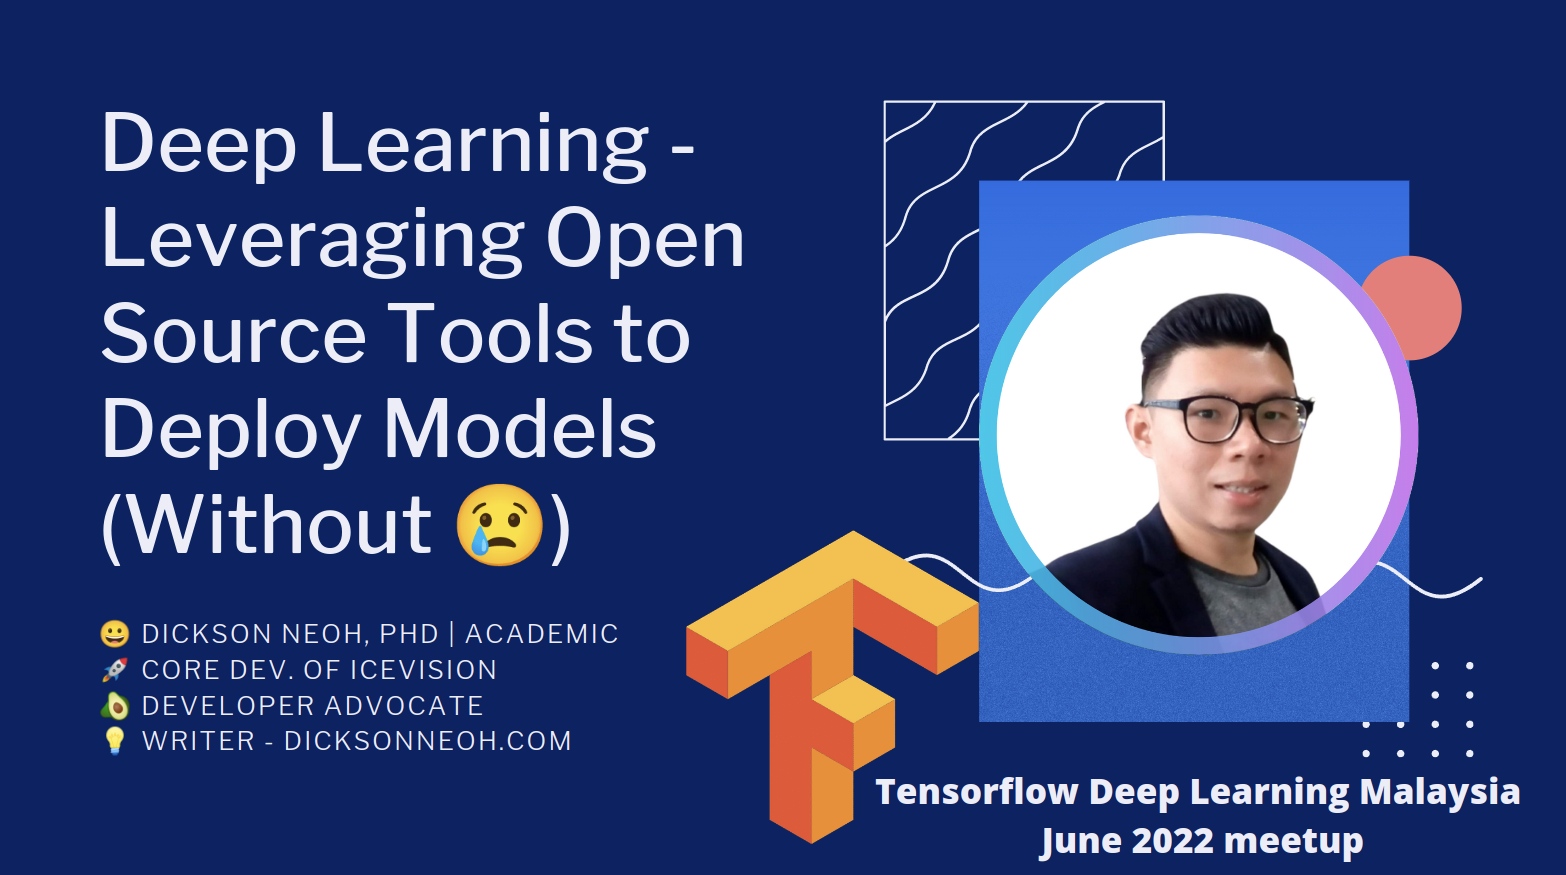 Deep Learning -
Leveraging Open
Source Tools to
Deploy Models
(Without 😢)
😀 DICKSON NEOH, PHD | ACADEMIC
🚀 CORE DEV. OF ICEVISION
🥑 DEVELOPER ADVOCATE
💡 WRITER - DICKSONNEOH.COM
Tensorflow Deep Learning Malaysia
June 2022 meetup